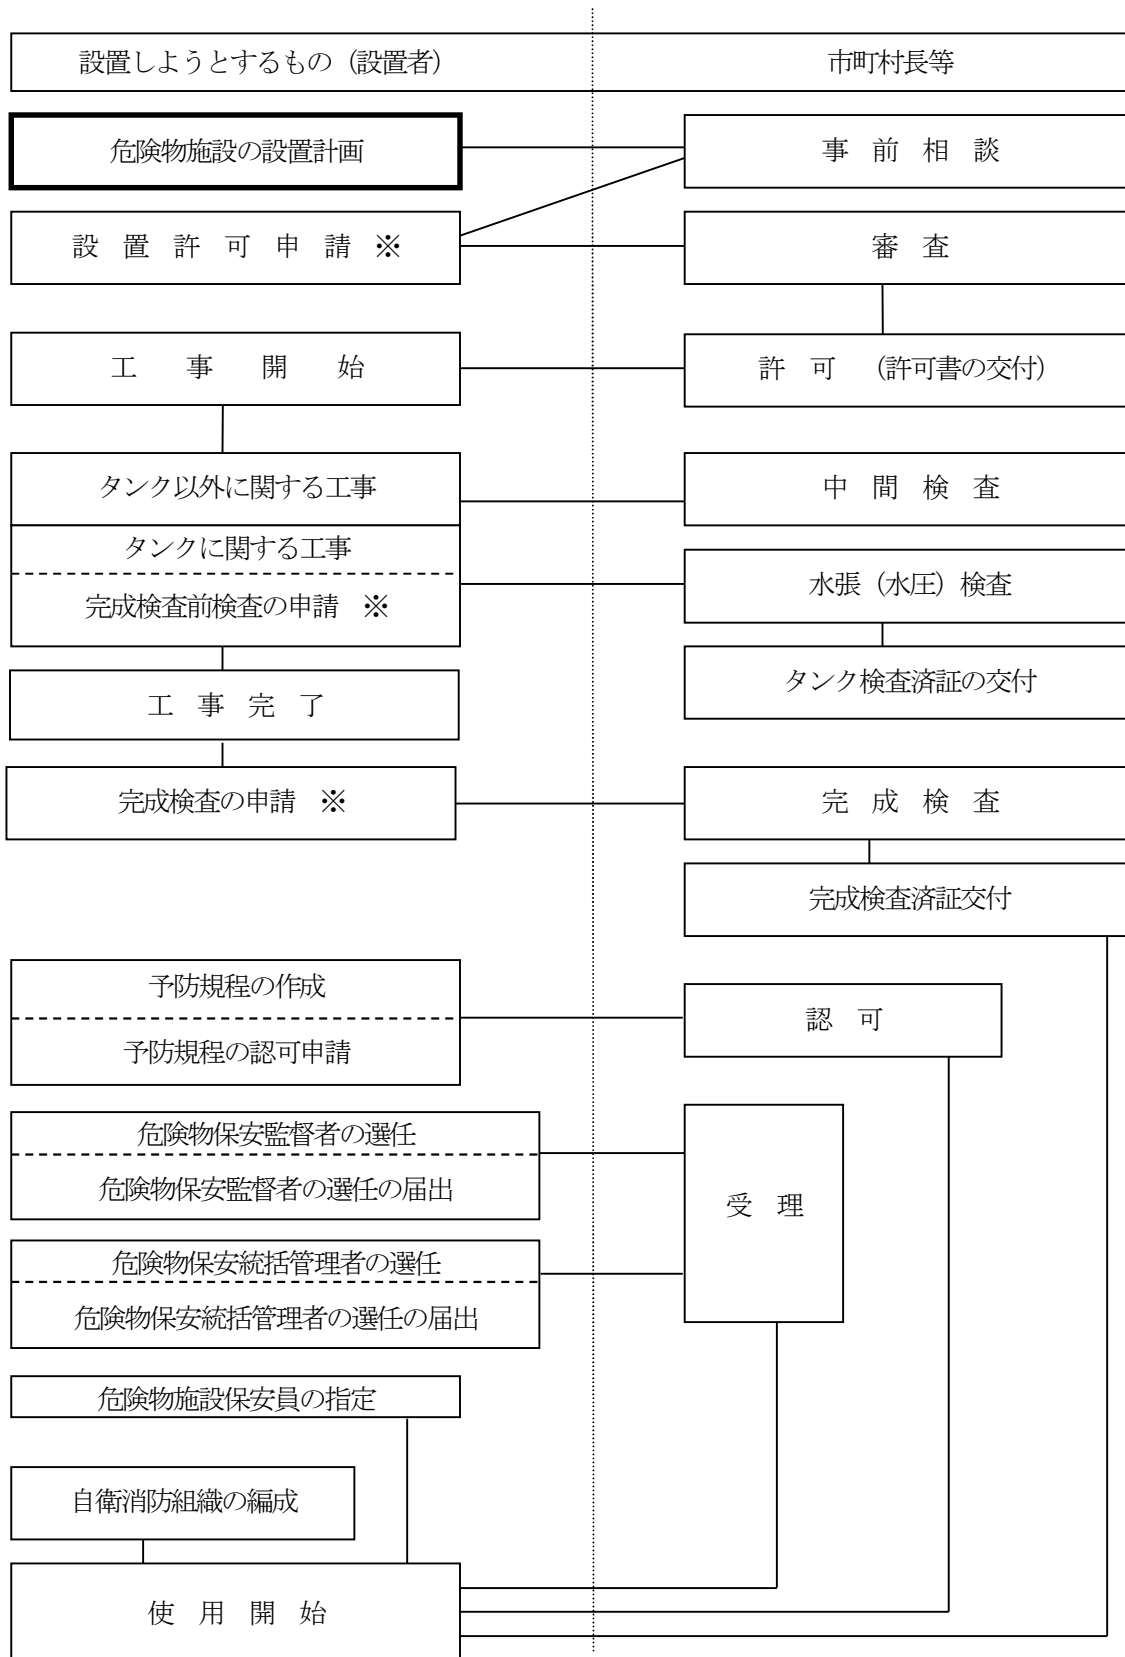 設置しようとするもの（設置者）
市町村長等
危険物施設の設置計画
事　前　相　談
設　置　許　可　申　請　※
審　査
工　事　開　始
許　可　（許可書の交付）
タンク以外に関する工事
中　間　検　査
タンクに関する工事
完成検査前検査の申請　※
水張（水圧）検査
タンク検査済証の交付
工　事　完　了
完成検査の申請　※
完　成　検　査
完成検査済証交付
予防規程の作成
予防規程の認可申請
認　可
危険物保安監督者の選任
危険物保安監督者の選任の届出
受　理
危険物保安統括管理者の選任
危険物保安統括管理者の選任の届出
危険物施設保安員の指定
自衛消防組織の編成
使　用　開　始